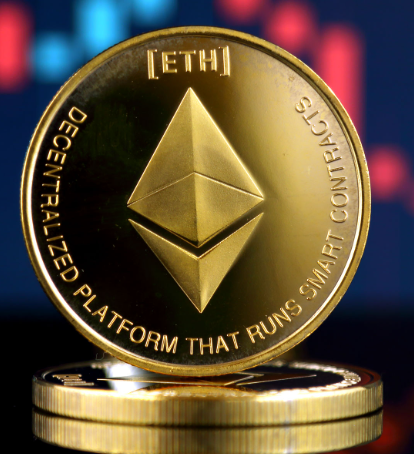 [ETH]
DECENTRALIZED PLATFORM THAT RUNS SMART CONTRACTS